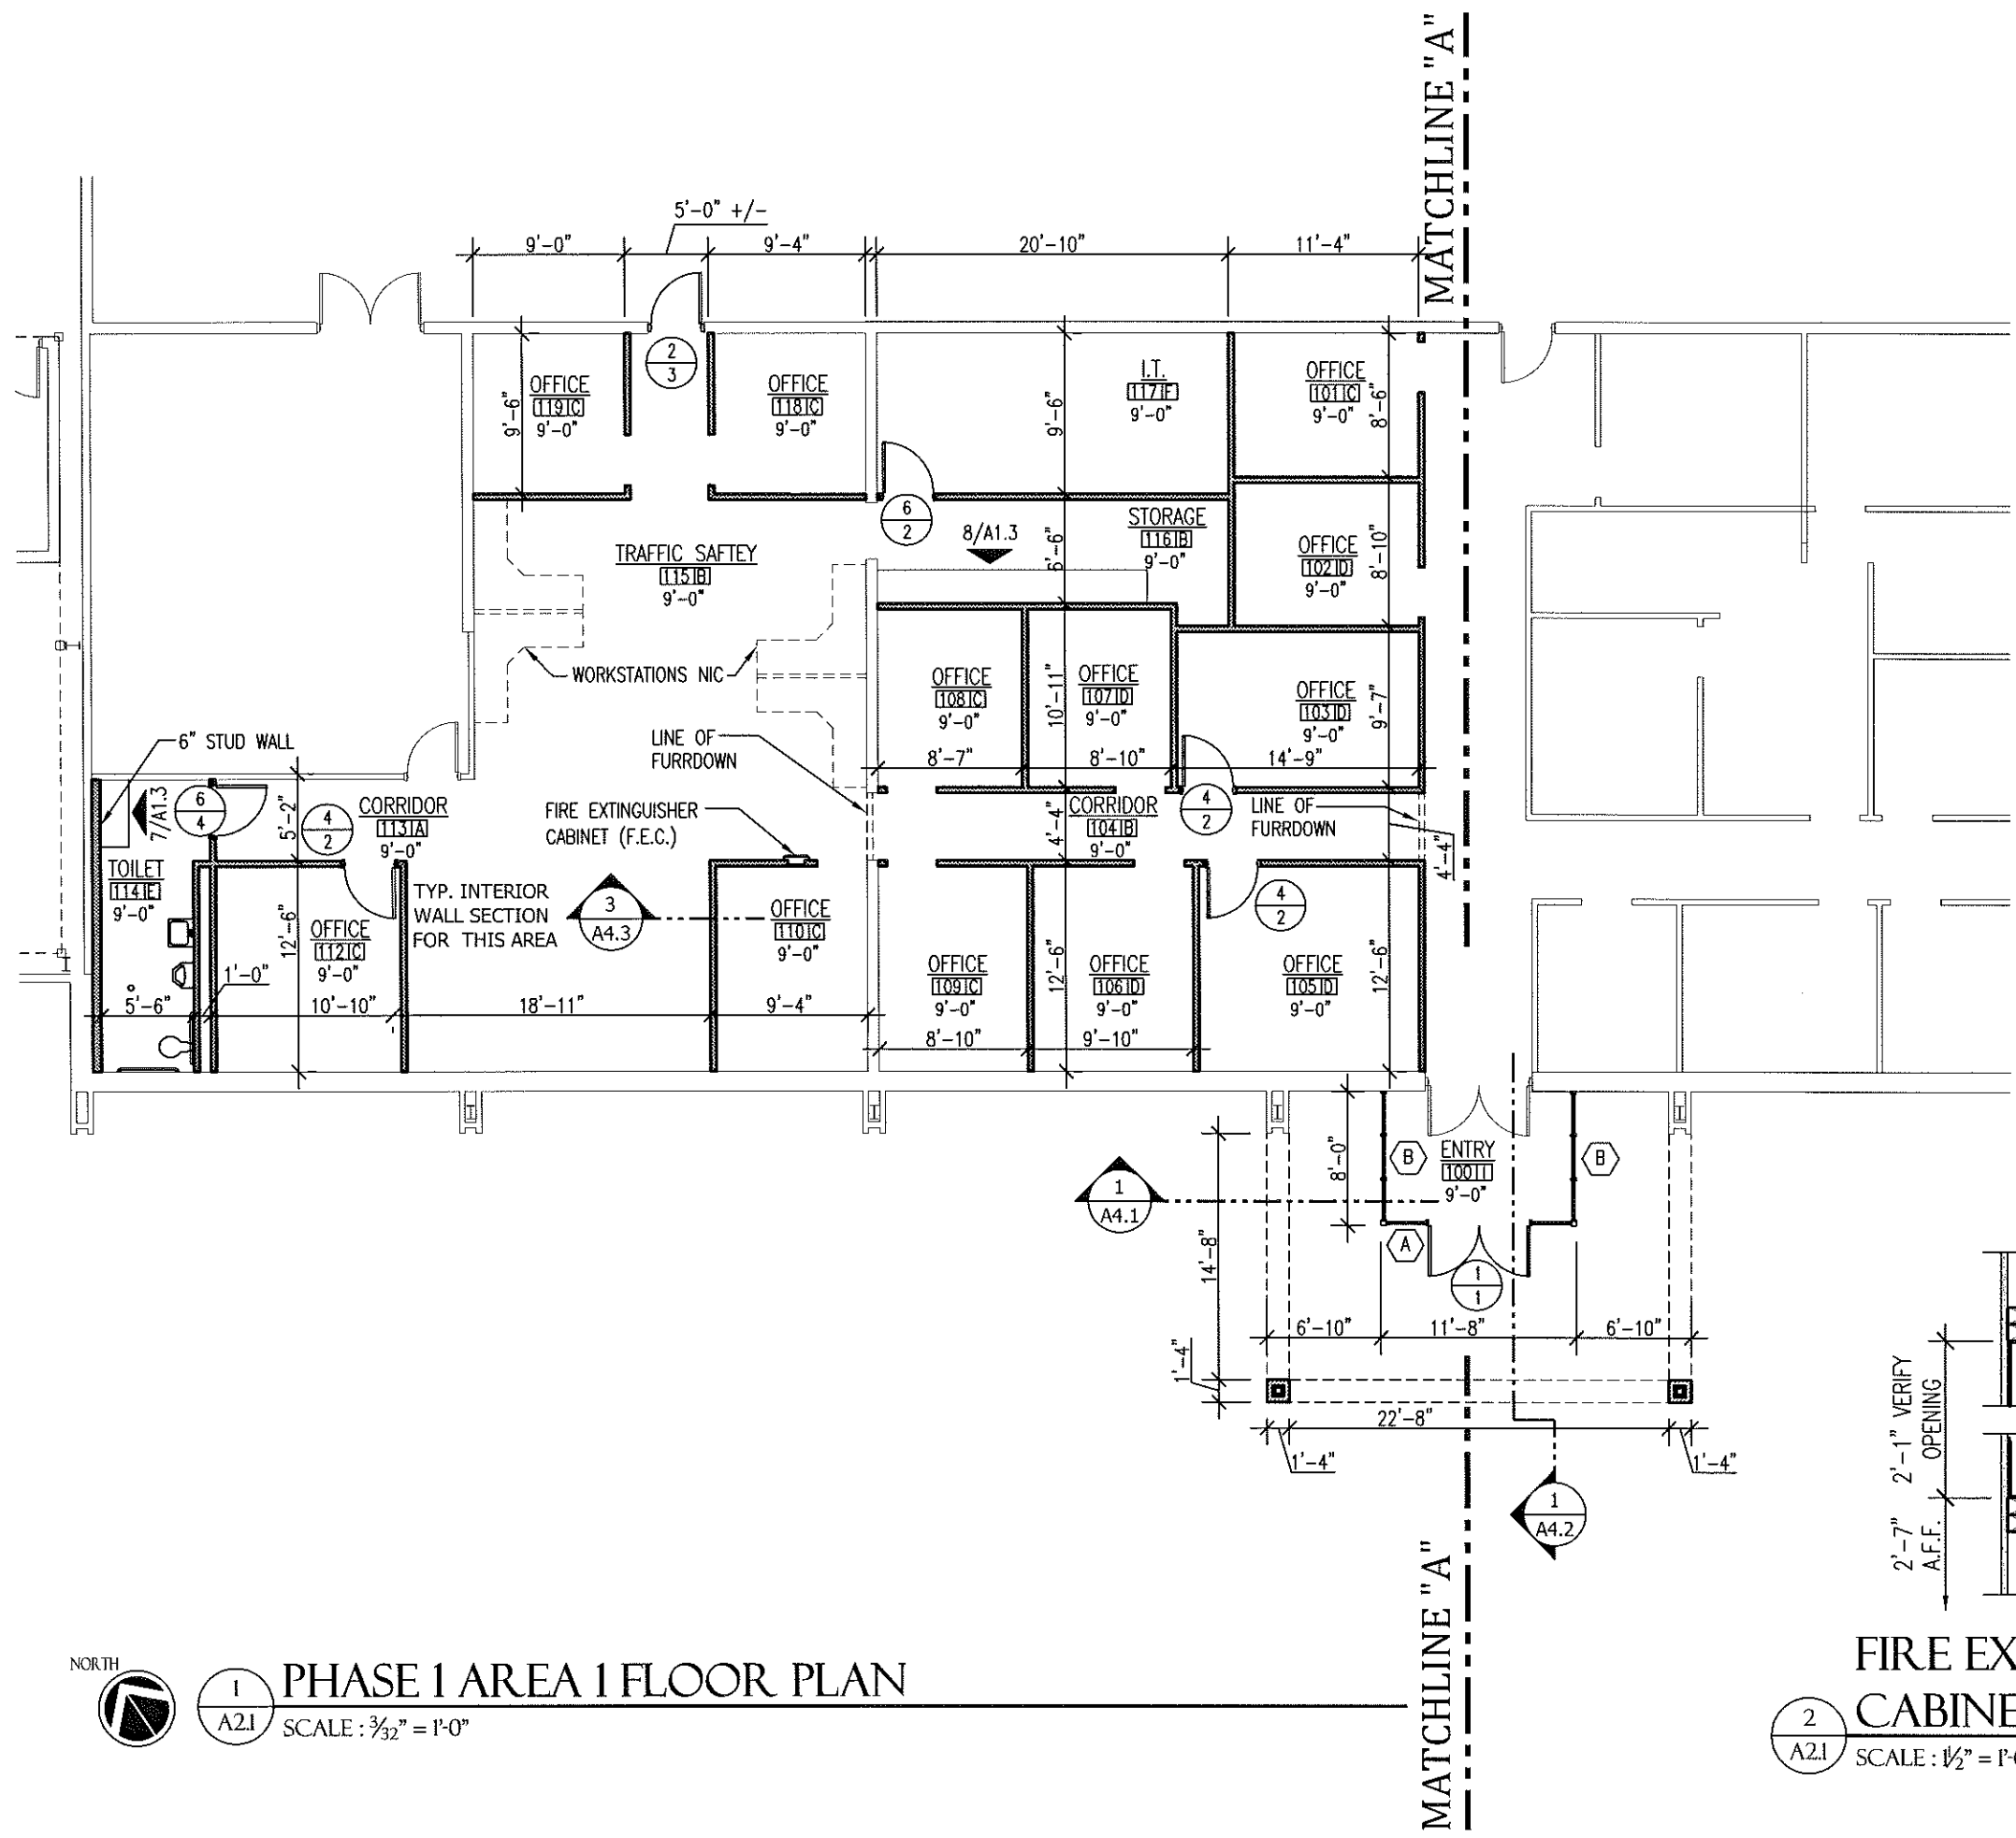 MATCHLINE "A"
5'-0" +/-
9'-0"
9'-4"
20'-10"
11'-4"
2
3
OFFICE
119 C
9'-0"
9'-6"
OFFICE
118 C
9'-0"
I.T.
117 F
9'-0"
9'-6"
OFFICE
101 C
9'-0"
8'-6"
6
2
8/A1.3
STORAGE
116 B
9'-0"
6'-6"
TRAFFIC SAFTEY
115 B
9'-0"
OFFICE
102 D
9'-0"
8'-10"
WORKSTATIONS NIC
OFFICE
108 C
9'-0"
8'-7"
OFFICE
107 D
9'-0"
8'-10"
10'-11"
OFFICE
103 D
9'-0"
14'-9"
9'-7"
6" STUD WALL
7/A1.3
6
4
4
2
5'-2"
CORRIDOR
113 A
9'-0"
LINE OF
FURRDOWN
FIRE EXTINGUISHER
CABINET (F.E.C.)
4'-4"
CORRIDOR
104 B
9'-0"
4
2
LINE OF
FURRDOWN
4'-4"
TOILET
114 E
9'-0"
OFFICE
112 C
9'-0"
12'-6"
1'-0"
5'-6"
10'-10"
TYP. INTERIOR
WALL SECTION
FOR THIS AREA
3
A4.3
18'-11"
OFFICE
110 C
9'-0"
9'-4"
OFFICE
109 C
9'-0"
8'-10"
12'-6"
OFFICE
106 D
9'-0"
9'-10"
4
2
OFFICE
105 D
9'-0"
12'-6"
I
I
I
I
8'-0"
B
ENTRY
100 I
9'-0"
B
1
A4.1
A
1
1
14'-8"
6'-10"
11'-8"
6'-10"
1'-4"
22'-8"
1'-4"
1'-4"
1
A4.2
2'-1" VERIFY
OPENING
2'-7"
A.F.F.
MATCHLINE "A"
NORTH
1
A2.1
PHASE 1 AREA 1 FLOOR PLAN
SCALE : 3/32" = 1'-0"
2
A2.1
FIRE EX
CABINE
SCALE : 1½" = 1'-